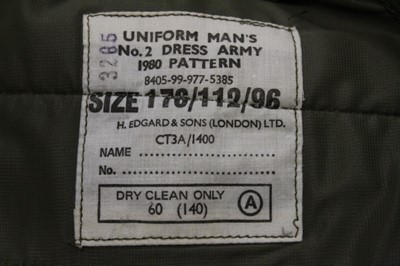 3265
UNIFORM MAN'S
No. 2 DRESS ARMY
1980 PATTERN
8405-99-977-5385
SIZE 176/112/96
H. EDGARD & SONS (LONDON) LTD.
CT3A/1400
NAME ........................
No. ...........................
DRY CLEAN ONLY
60 (140)
A